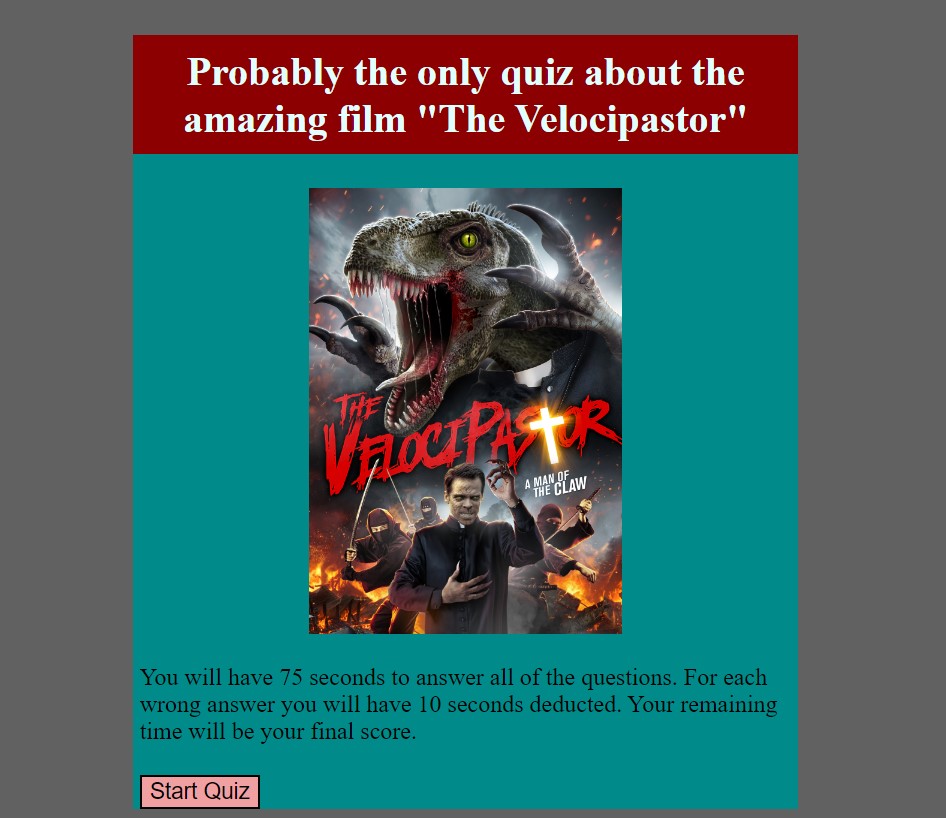 Probably the only quiz about the
amazing film "The Velocipastor"
THE
VELOCIPASTOR
A MAN OF
THE CLAW
You will have 75 seconds to answer all of the questions. For each
wrong answer you will have 10 seconds deducted. Your remaining
time will be your final score.
Start Quiz